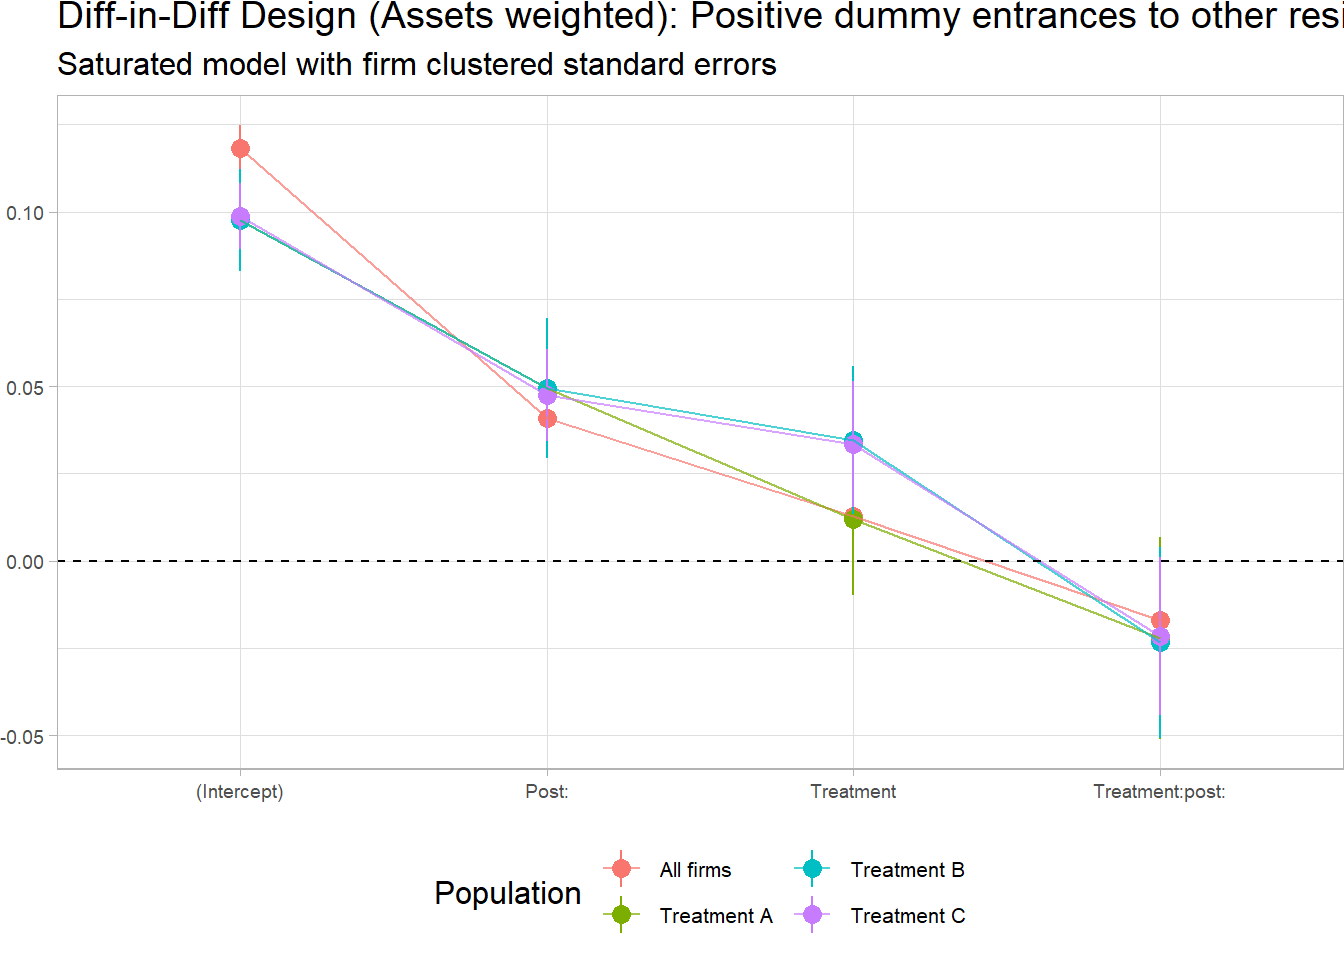 Diff-in-Diff Design (Assets weighted): Positive dummy entrances to other resi
Saturated model with firm clustered standard errors
0.10
0.05
0.00
-0.05
(Intercept) Post: Treatment Treatment:post:
Population
All firms Treatment B
Treatment A Treatment C